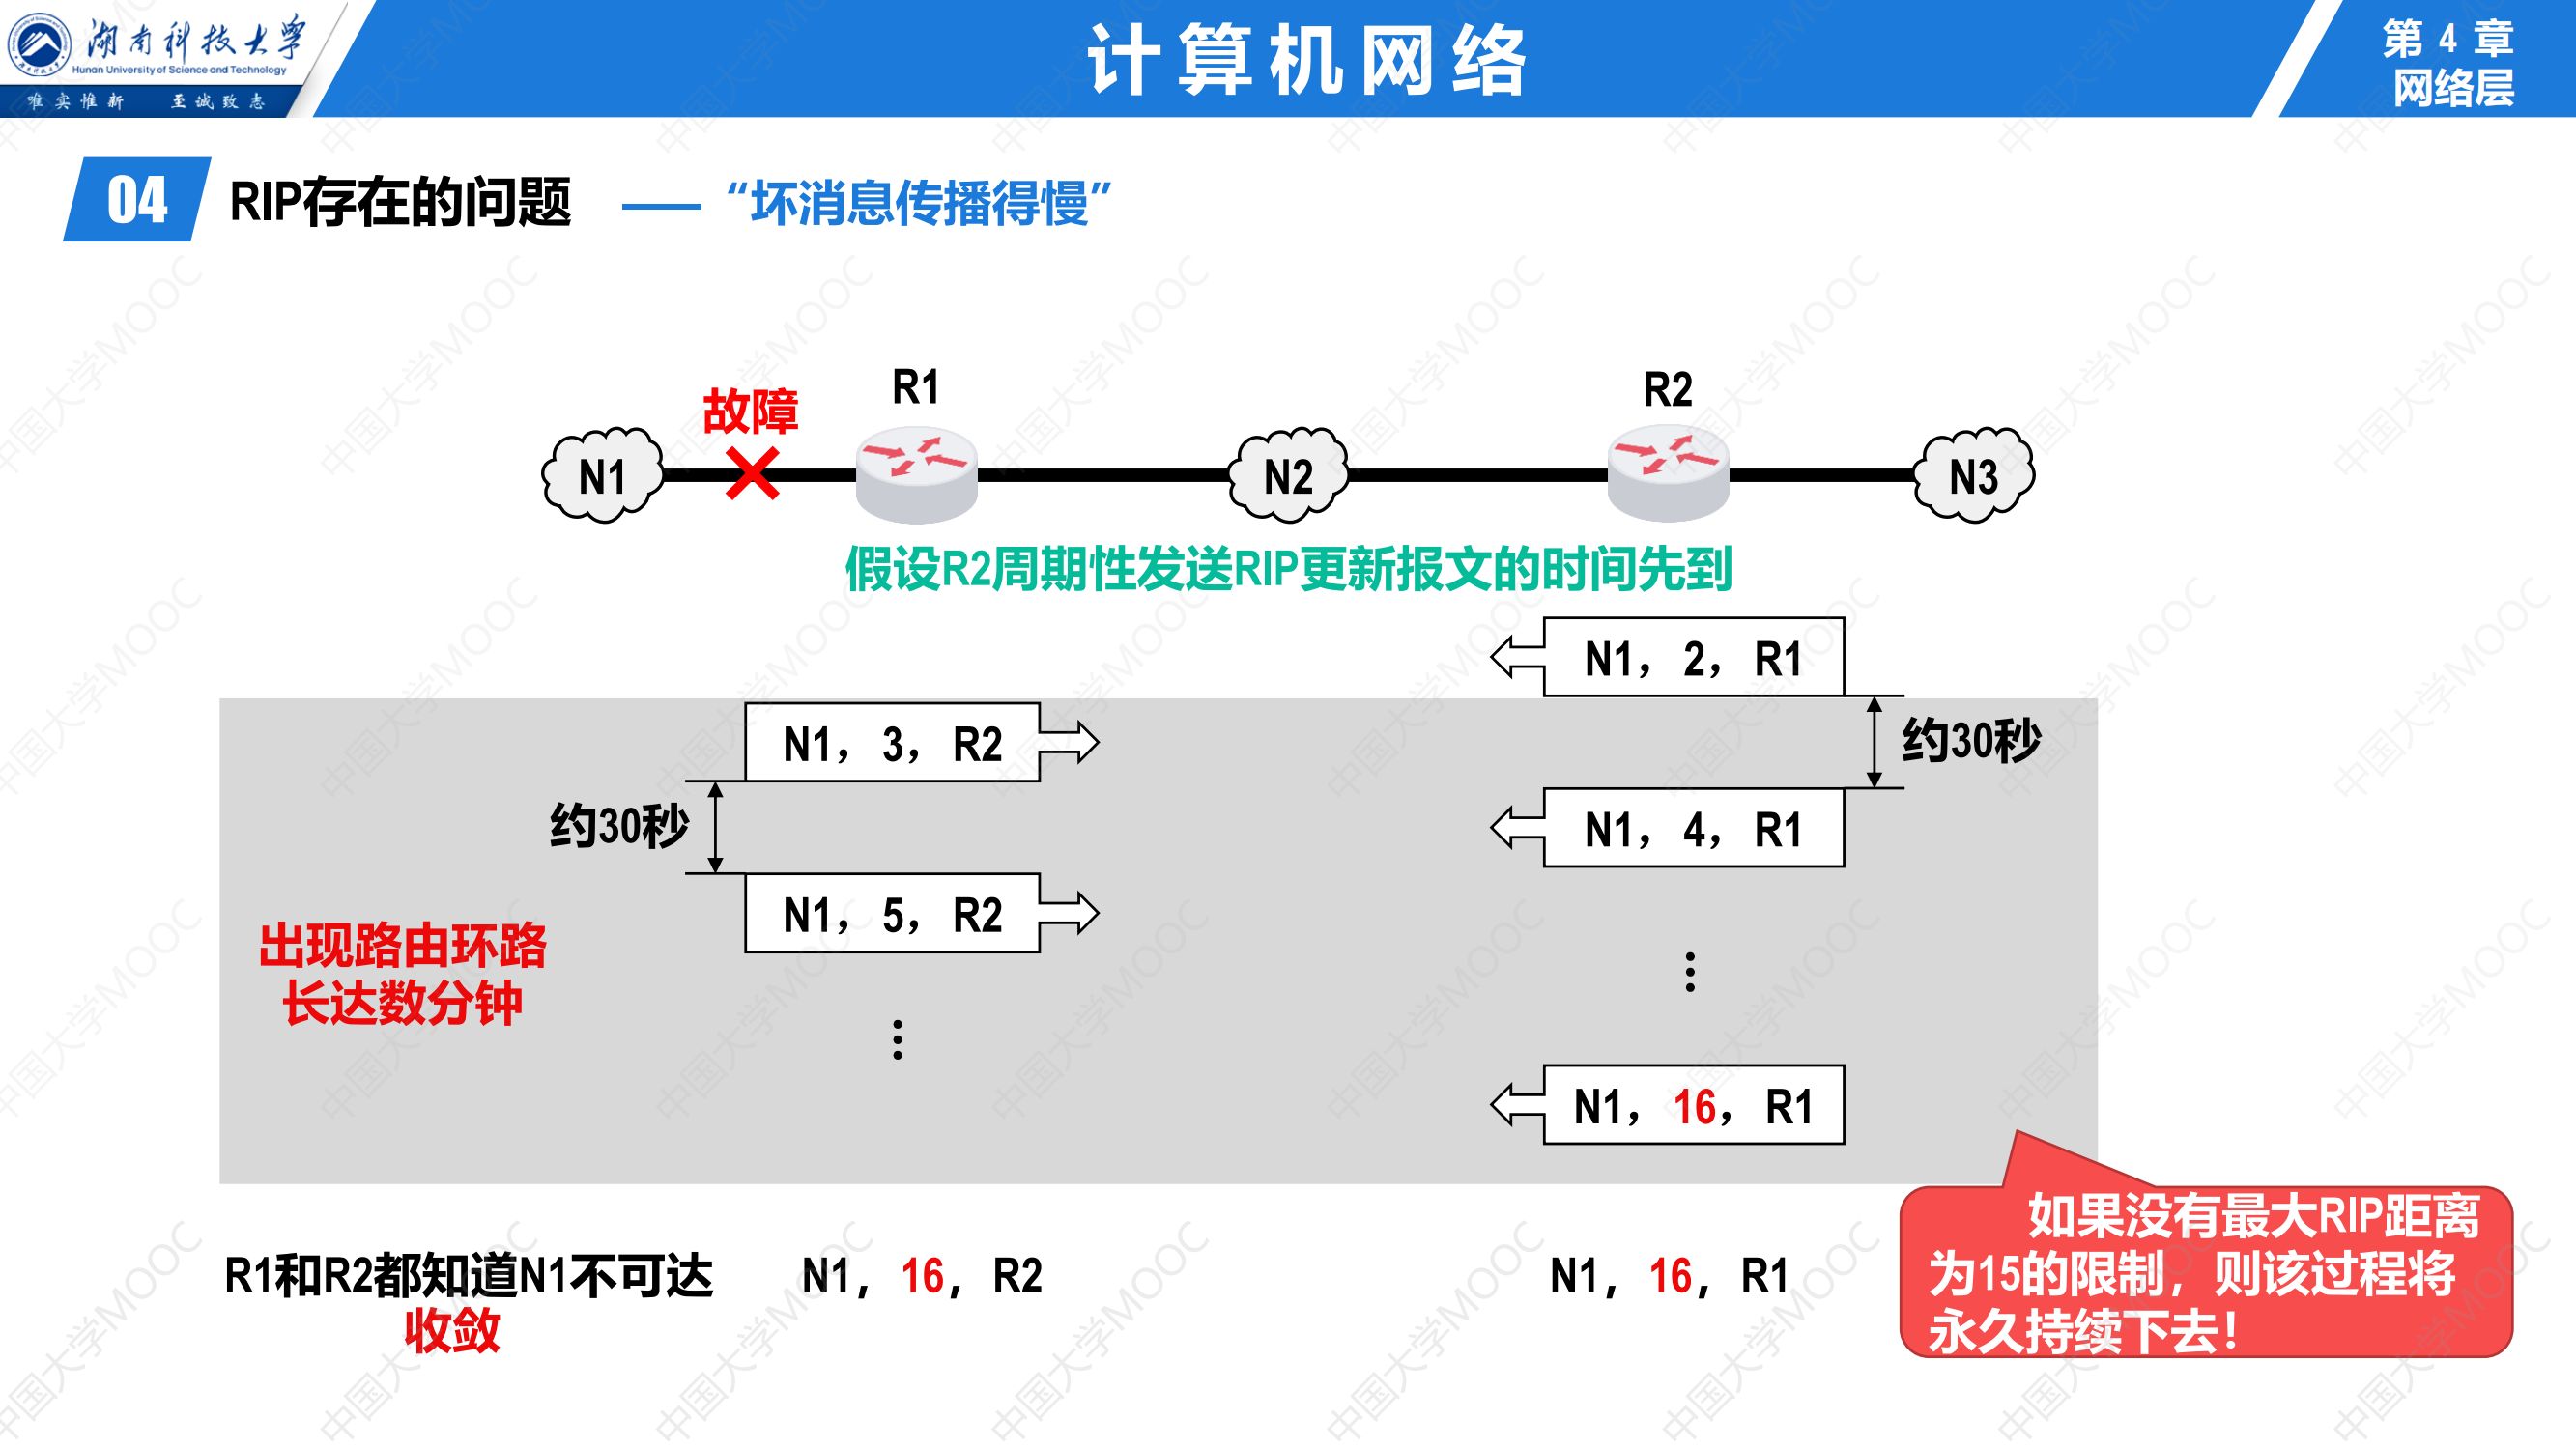 湖南科技大学
Hunan University of Science and Technology
唯实惟新 至诚致志
计算机网络
第 4 章
网络层
04 RIP存在的问题 —— “坏消息传播得慢”
故障
R1
R2
N1
N2
N3
假设R2周期性发送RIP更新报文的时间先到
N1，2，R1
N1，3，R2
约30秒
约30秒
N1，4，R1
N1，5，R2
出现路由环路
长达数分钟
⋮
⋮
N1，16，R1
R1和R2都知道N1不可达
收敛
N1，16，R2
N1，16，R1
如果没有最大RIP距离
为15的限制，则该过程将
永久持续下去！
中国大学MOOC